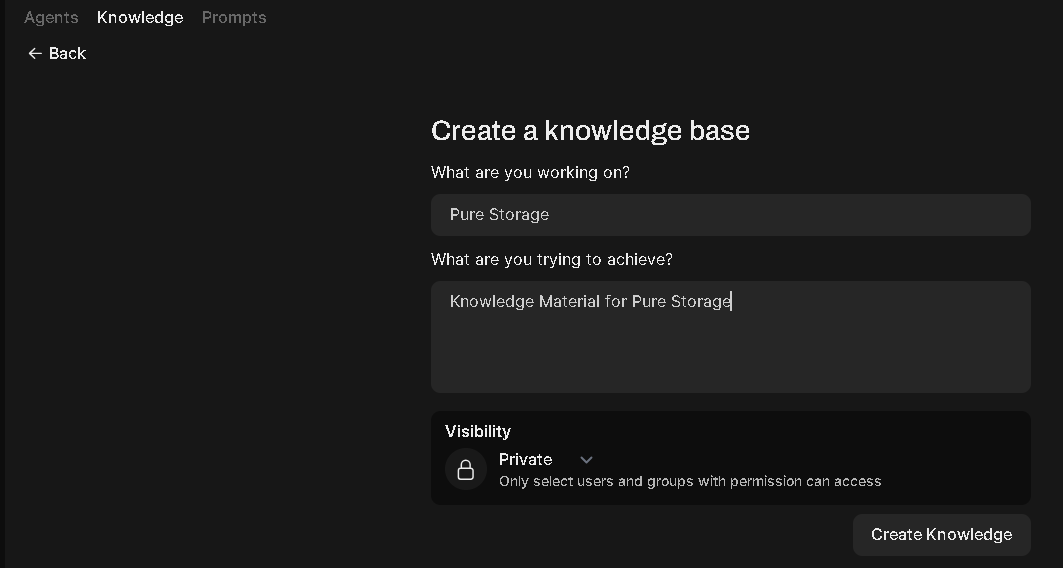 Agents Knowledge Prompts
← Back
Create a knowledge base
What are you working on?
Pure Storage
What are you trying to achieve?
Knowledge Material for Pure Storage
Visibility
Private
Only select users and groups with permission can access
Create Knowledge